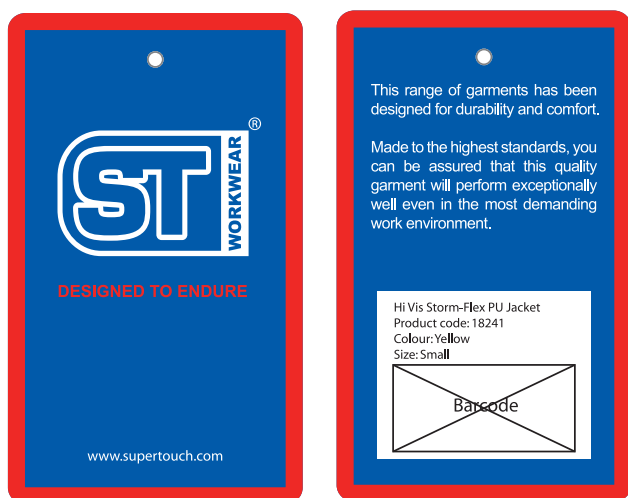 ST
WORKWEAR
®
DESIGNED TO ENDURE
www.supertouch.com
This range of garments has been
designed for durability and comfort.
Made to the highest standards, you
can be assured that this quality
garment will perform exceptionally
well even in the most demanding
work environment.
Hi Vis Storm-Flex PU Jacket
Product code: 18241
Colour: Yellow
Size: Small
Barcode